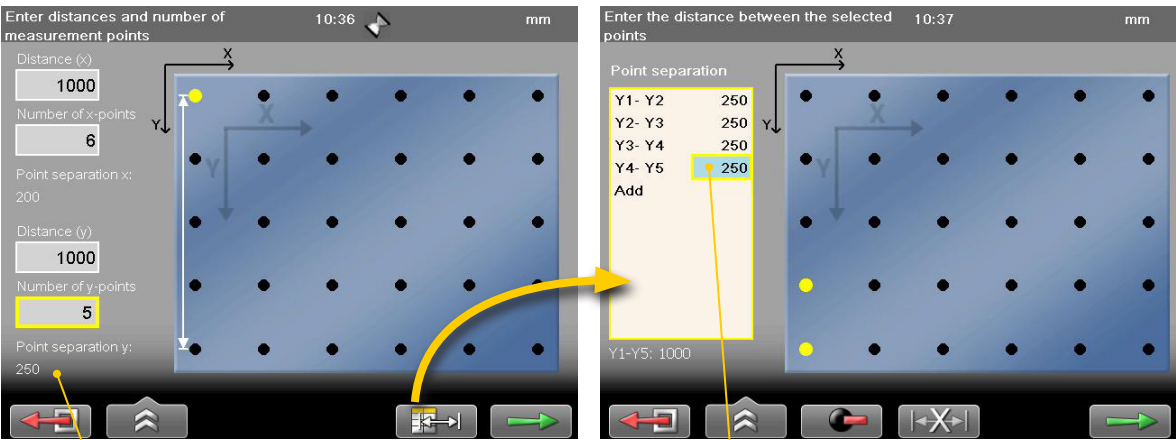 Enter distances and number of
measurement points
10:36
mm
Distance (x)
1000
Number of x-points
6
Point separation x:
200
Distance (y)
1000
Number of y-points
5
Point separation y:
250
X
Y
X
Y
Enter the distance between the selected
points
10:37
mm
Point separation
Y1- Y2 250
Y2- Y3 250
Y3- Y4 250
Y4- Y5 250
Add
Y1-Y5: 1000
X
Y
X
Y
X